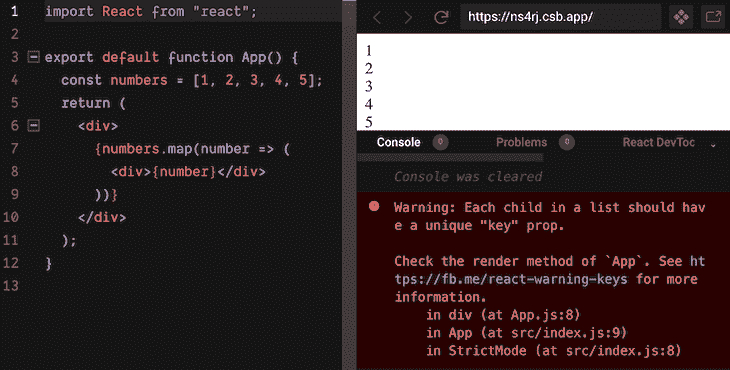 1 import React from "react";
2
3 export default function App() {
4 const numbers = [1, 2, 3, 4, 5];
5 return (
6 <div>
7 {numbers.map(number => (
8 <div>{number}</div>
9 ))}
10 </div>
11 );
12 }
13
https://ns4rj.csb.app/
1
2
3
4
5
Console 0 Problems 0 React DevToc
Console was cleared
Warning: Each child in a list should hav
e a unique "key" prop.
Check the render method of `App`. See ht
tps://fb.me/react-warning-keys for more
information.
in div (at App.js:8)
in App (at src/index.js:9)
in StrictMode (at src/index.js:8)